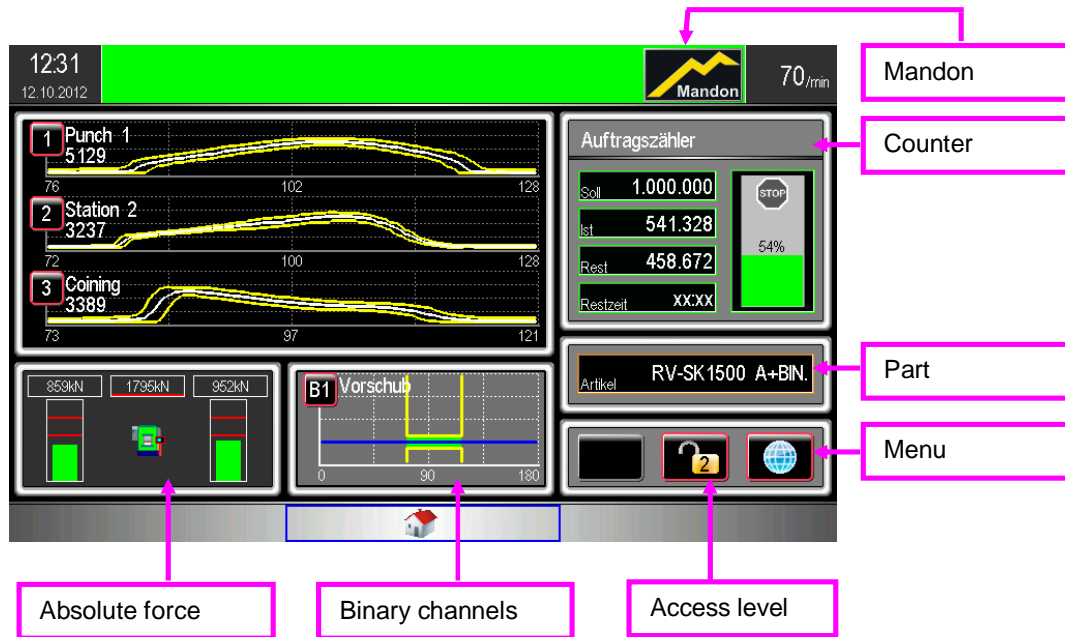 12:31
12.10.2012
Mandon
70/min
Mandon
Counter
1 Punch 1
5129
76 102 128
2 Station 2
3237
72 100 128
3 Coining
3389
73 97 121
Auftragszähler
Soll 1.000.000
Ist 541.328
Rest 458.672
Restzeit XX:XX
STOP
54%
Artikel RV-SK1500 A+BIN.
Part
859kN 1795kN 952kN
B1 Vorschub
0 90 180
2
Menu
Absolute force
Binary channels
Access level